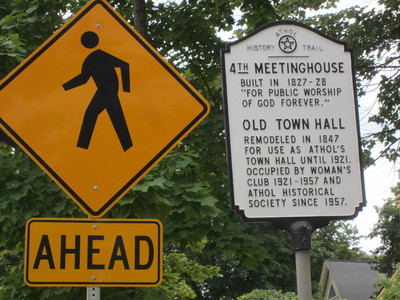 ATHOL
HISTORY TRAIL
4TH MEETINGHOUSE
BUILT IN 1827-28
"FOR PUBLIC WORSHIP
OF GOD FOREVER."
OLD TOWN HALL
REMODELED IN 1847
FOR USE AS ATHOL'S
TOWN HALL UNTIL 1921.
OCCUPIED BY WOMAN'S
CLUB 1921-1957 AND
ATHOL HISTORICAL
SOCIETY SINCE 1957.
AHEAD